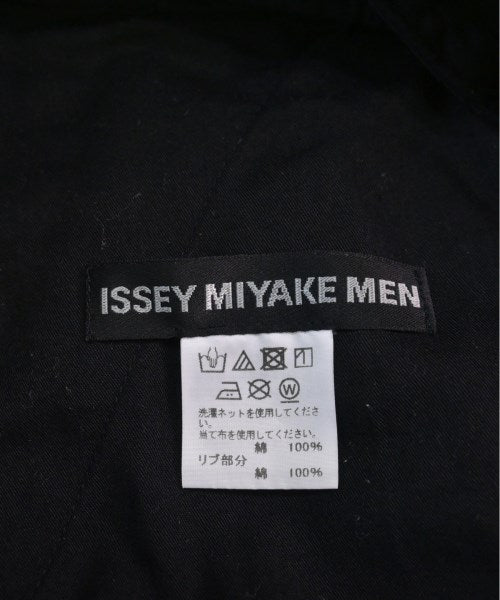 ISSEY MIYAKE MEN
W
洗濯ネットを使用してくださ
い。
当て布を使用してください。
綿 100%
リブ部分
綿 100%